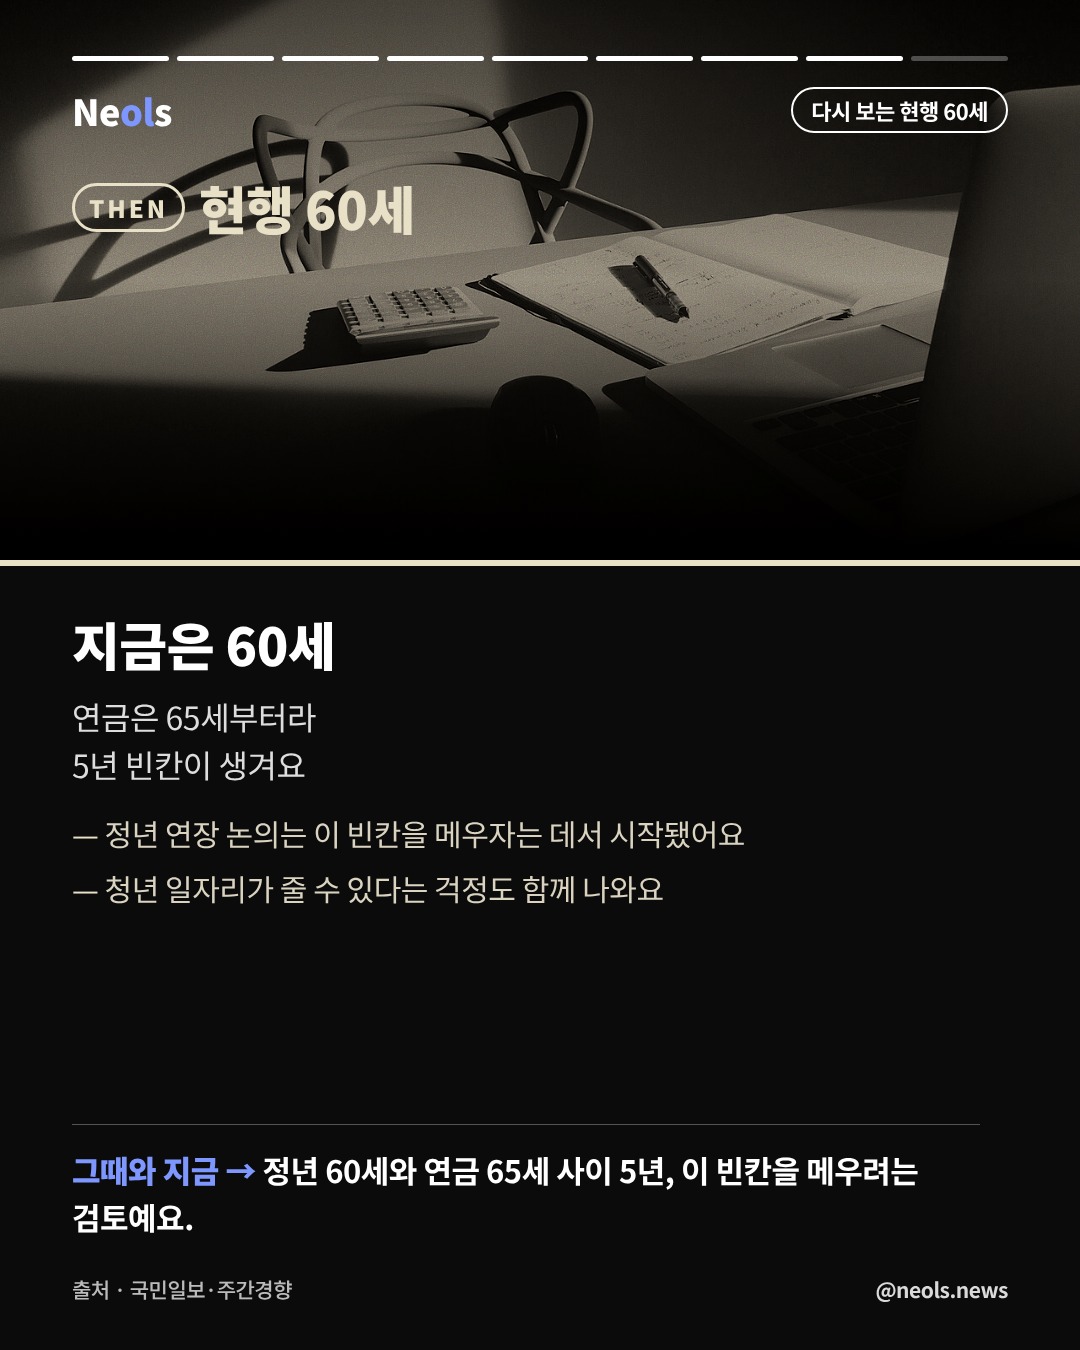 Neols
다시 보는 현행 60세
THEN 현행 60세
지금은 60세
연금은 65세부터라
5년 빈칸이 생겨요
— 정년 연장 논의는 이 빈칸을 메우자는 데서 시작됐어요
— 청년 일자리가 줄 수 있다는 걱정도 함께 나와요
그때와 지금 → 정년 60세와 연금 65세 사이 5년, 이 빈칸을 메우려는
검토예요.
출처 · 국민일보·주간경향
@neols.news